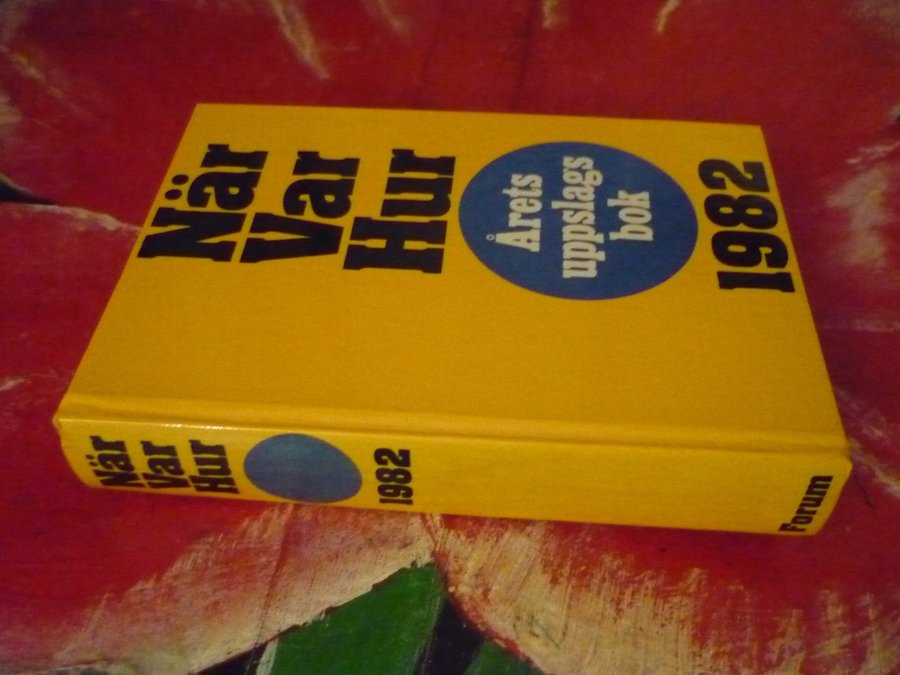 När
Var
Hur
Årets
uppslags
bok
1982
När
Var
Hur
1982
Forum